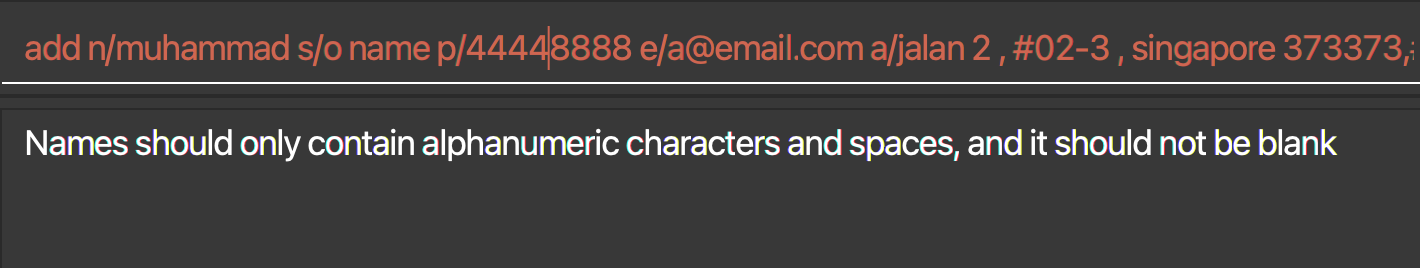 add n/muhammad s/o name p/44448888 e/a@email.com a/jalan 2 , #02-3 , singapore 373373,
Names should only contain alphanumeric characters and spaces, and it should not be blank